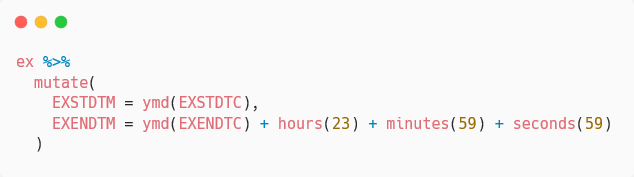 ex %>%
  mutate(
    EXSTDTM = ymd(EXSTDTC),
    EXENDTM = ymd(EXENDTC) + hours(23) + minutes(59) + seconds(59)
  )